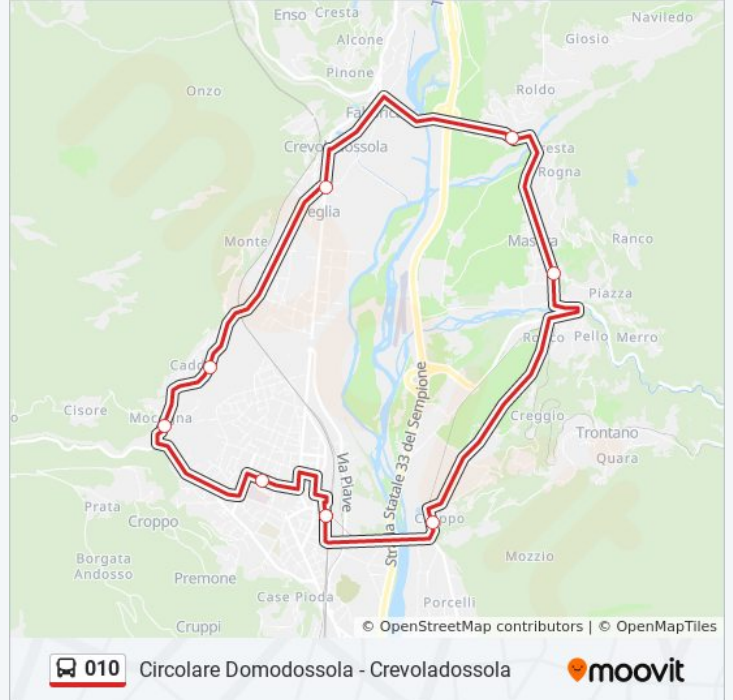 Enso
Cresta
Alcone
Naviledo
Giosio
Pinone
Onzo
Roldo
Rogna
Monte
Ranco
Piazza
Pello
Merro
Cisore
Creggio
Trontano
Quara
Via Piave
Strada Statale 33 del Sempione
Prata
Croppo
Mozzio
Borgata
Andosso
Premone
Case Pioda
Porcelli
Cruppi
© OpenStreetMap contributors | © OpenMapTiles
010
Circolare Domodossola - Crevoladossola
moovit